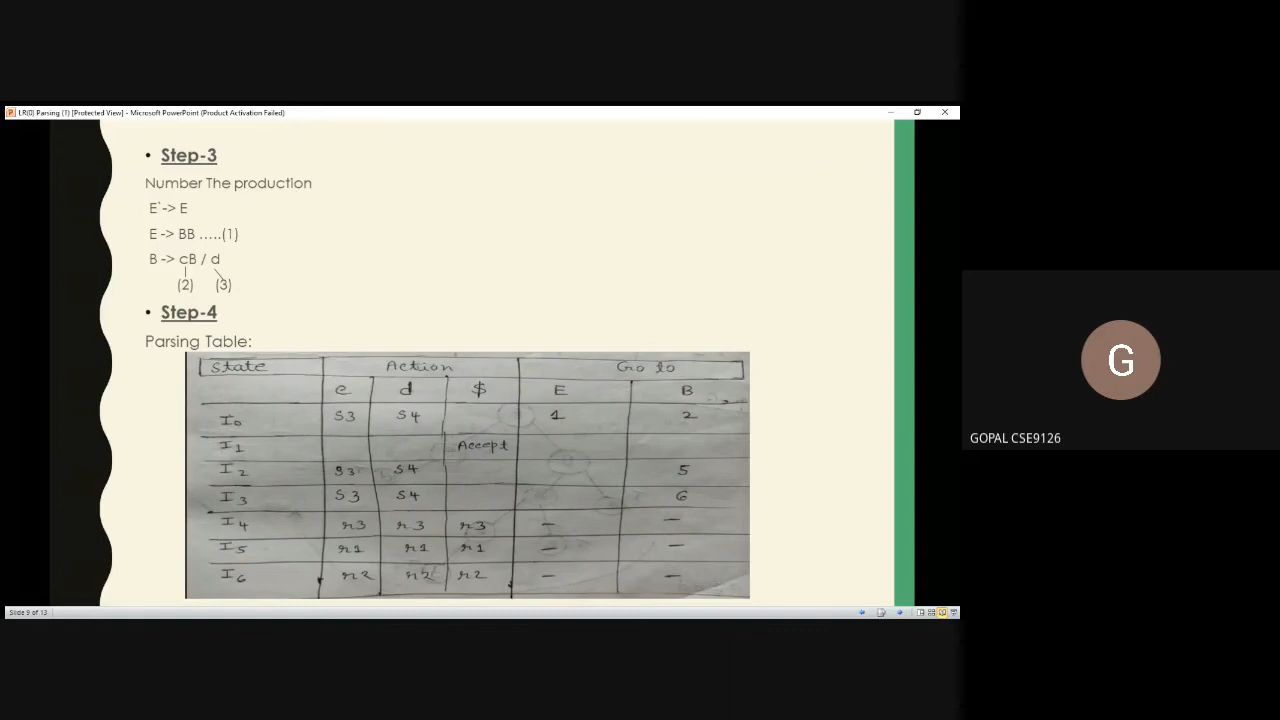 LR(0) Parsing (1) [Protected View] - Microsoft PowerPoint (Product Activation Failed)
• Step-3
Number The production
E`-> E
E -> BB …..(1)
B -> cB / d
(2) (3)
• Step-4
Parsing Table:
State Action Go to
c d $ E B
I0 S3 S4 1 2
I1 Accept
I2 S3 S4 5
I3 S3 S4 6
I4 r3 r3 r3 — —
I5 r1 r1 r1 — —
I6 r2 r2 r2 — —
Slide 9 of 13
G
GOPAL CSE9126